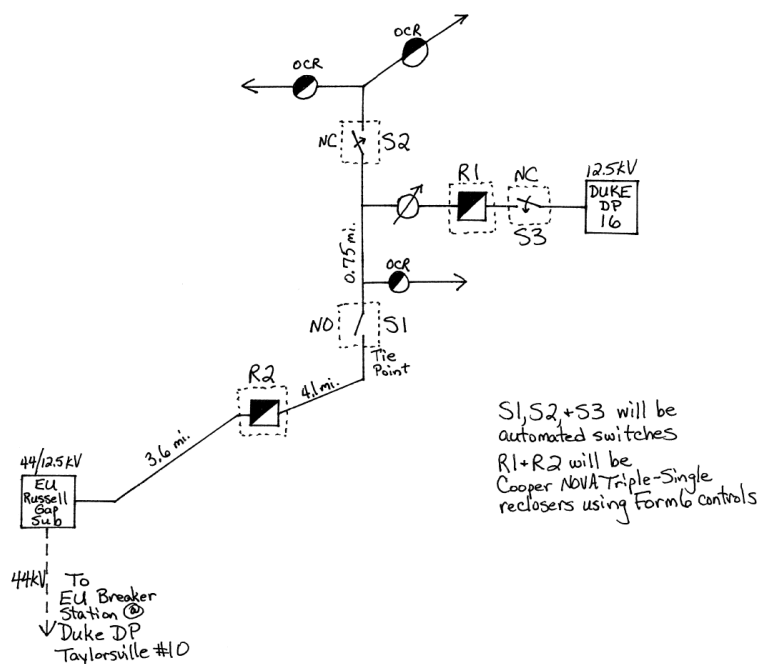 OCR
OCR
NC
S2
R1
NC
12.5kV
DUKE
DP
16
S3
0.75 mi.
OCR
NO
S1
Tie
Point
R2
4.1 mi.
3.6 mi.
44/12.5kV
EU
Russell
Gap
Sub
S1, S2, + S3 will be
automated switches
R1 + R2 will be
Cooper NOVA Triple-Single
reclosers using Form 6 controls
44kV
To
EU Breaker
Station @
Duke DP
Taylorsville #10